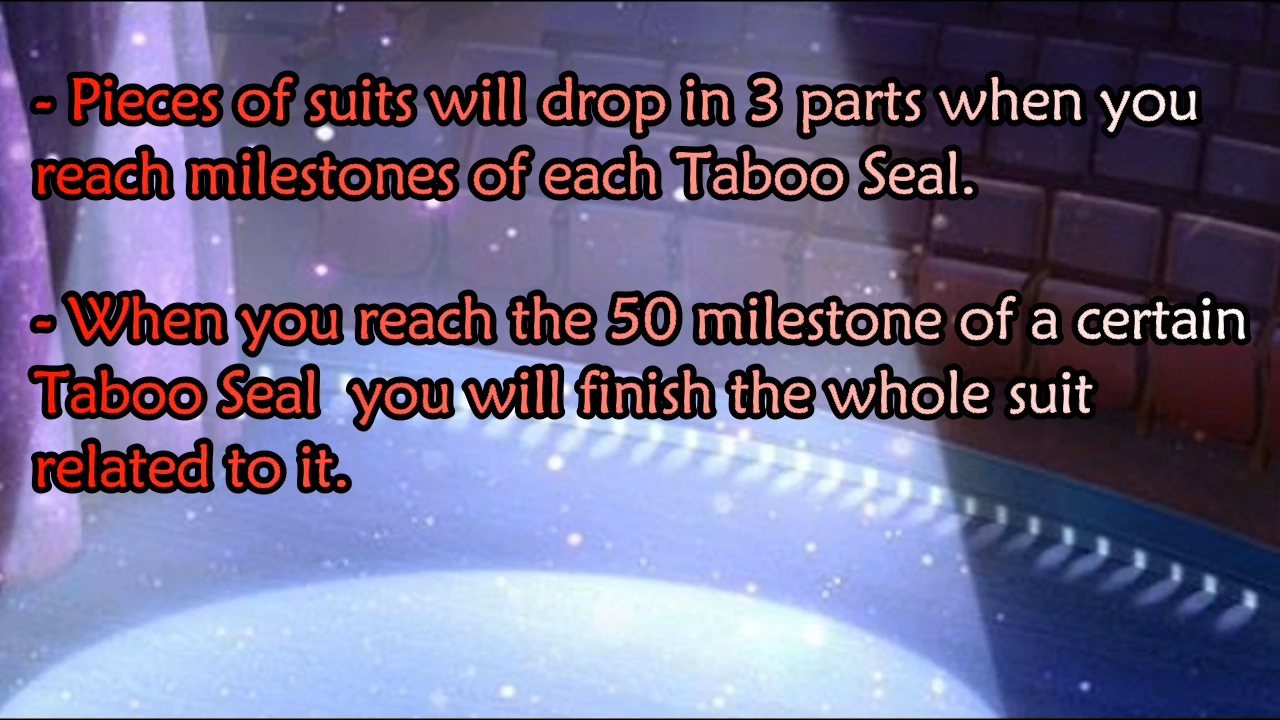 - Pieces of suits will drop in 3 parts when you
reach milestones of each Taboo Seal.
- When you reach the 50 milestone of a certain
Taboo Seal  you will finish the whole suit
related to it.